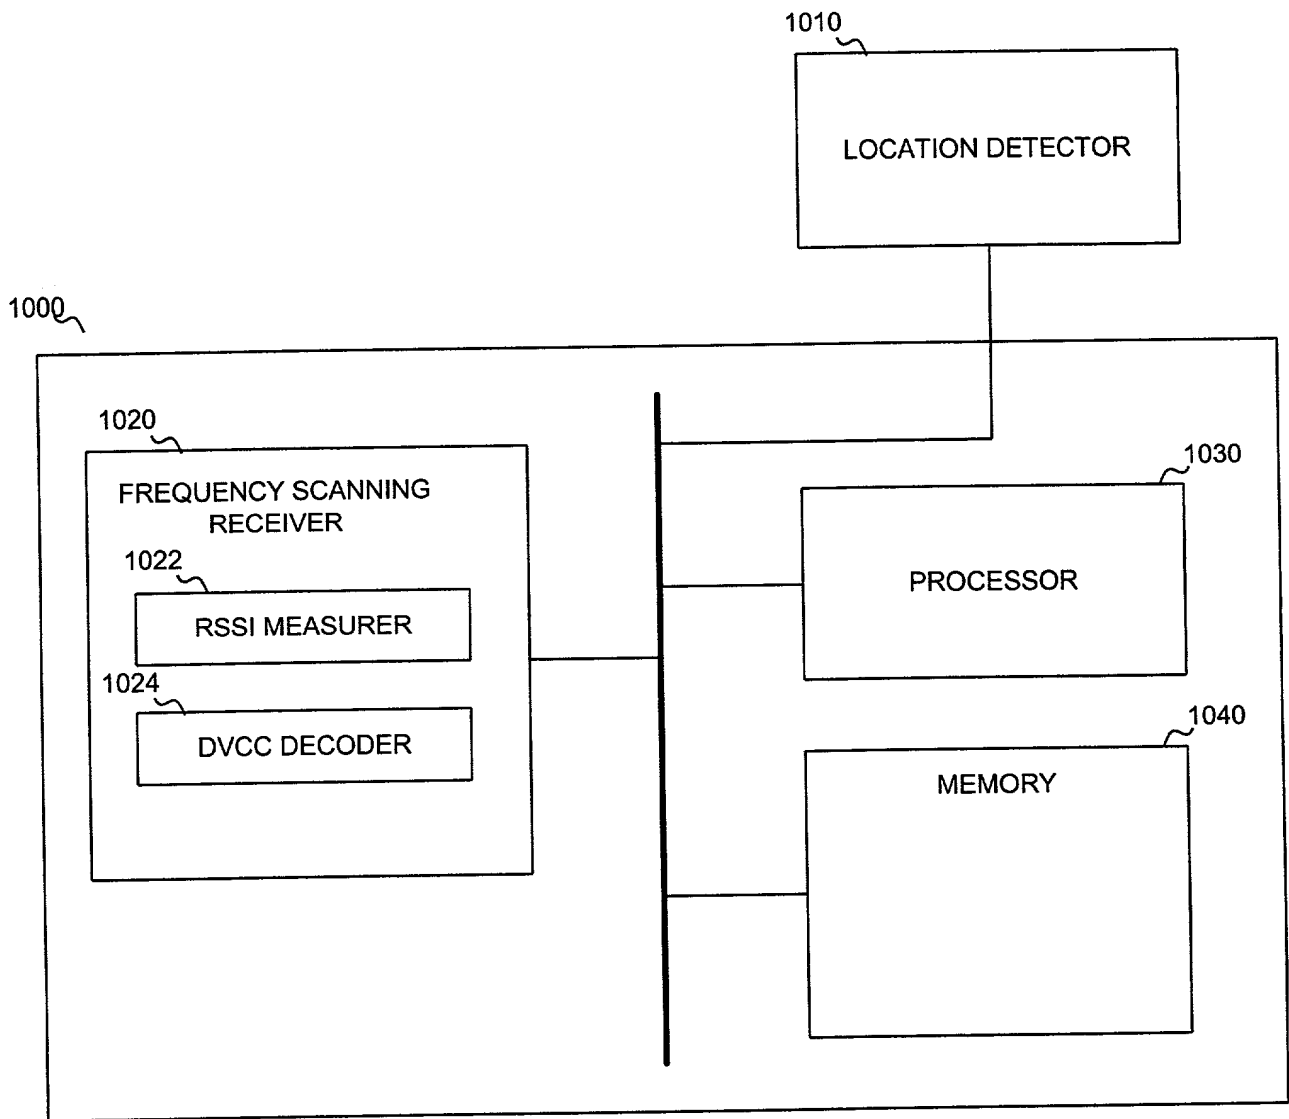 1010
LOCATION DETECTOR
1000
1020
FREQUENCY SCANNING
RECEIVER
1022
RSSI MEASURER
1024
DVCC DECODER
1030
PROCESSOR
1040
MEMORY